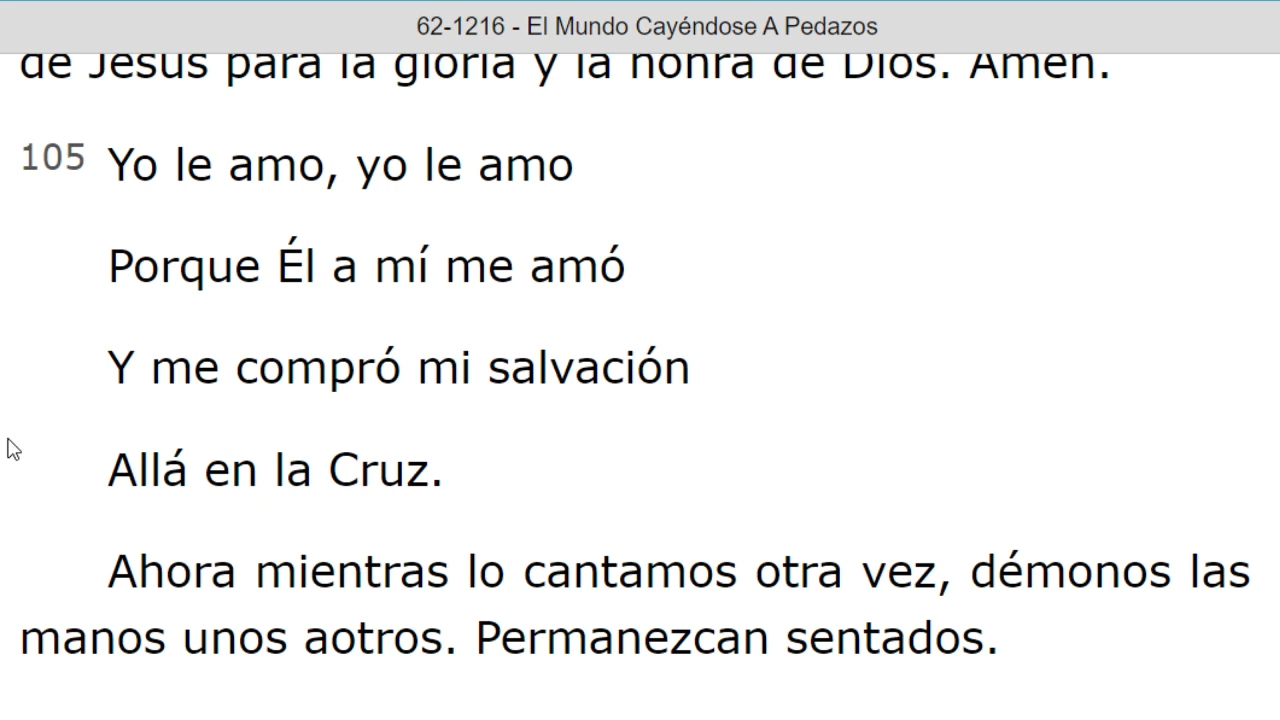 62-1216 - El Mundo Cayéndose A Pedazos
de Jesús para la gloria y la honra de Dios. Amén.
105 Yo le amo, yo le amo
Porque Él a mí me amó
Y me compró mi salvación
Allá en la Cruz.
Ahora mientras lo cantamos otra vez, démonos las
manos unos aotros. Permanezcan sentados.